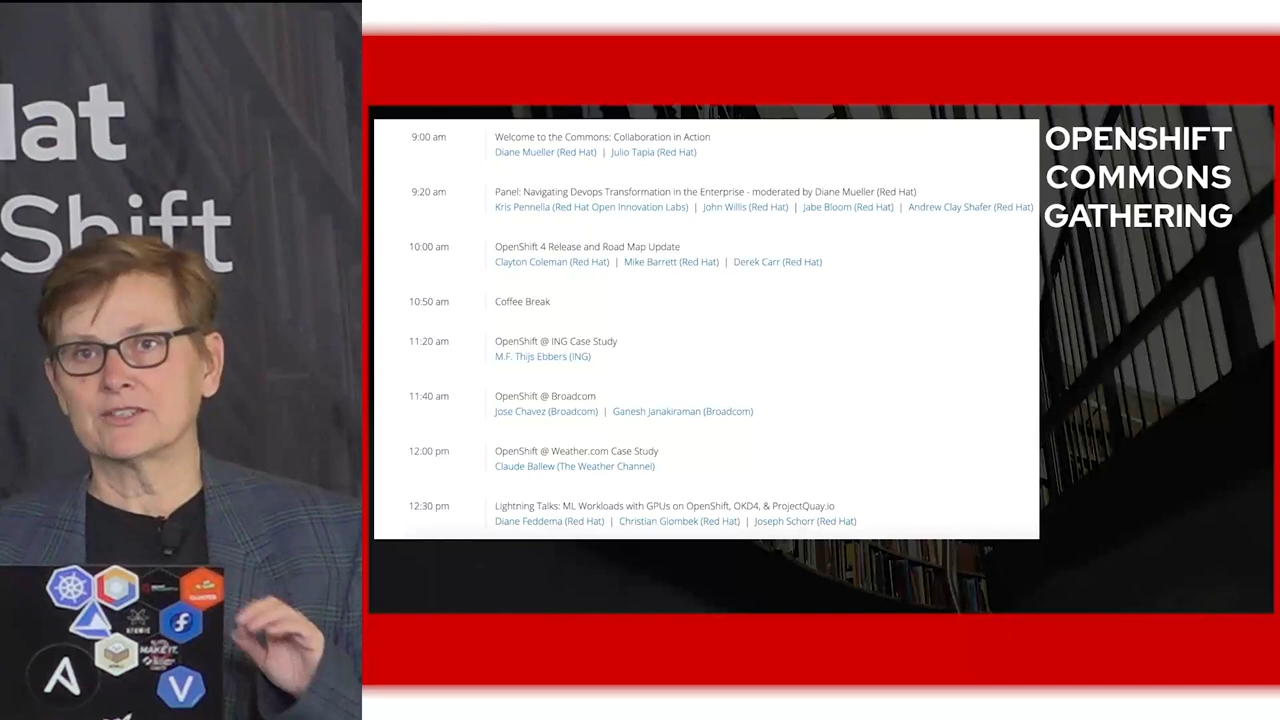 Hat
Shift
OPENSHIFT
COMMONS
GATHERING
9:00 am
Welcome to the Commons: Collaboration in Action
Diane Mueller (Red Hat) | Julio Tapia (Red Hat)
9:20 am
Panel: Navigating Devops Transformation in the Enterprise - moderated by Diane Mueller (Red Hat)
Kris Pennella (Red Hat Open Innovation Labs) | John Willis (Red Hat) | Jabe Bloom (Red Hat) | Andrew Clay Shafer (Red Hat)
10:00 am
OpenShift 4 Release and Road Map Update
Clayton Coleman (Red Hat) | Mike Barrett (Red Hat) | Derek Carr (Red Hat)
10:50 am
Coffee Break
11:20 am
OpenShift @ ING Case Study
M.F. Thijs Ebbers (ING)
11:40 am
OpenShift @ Broadcom
Jose Chavez (Broadcom) | Ganesh Janakiraman (Broadcom)
12:00 pm
OpenShift @ Weather.com Case Study
Claude Ballew (The Weather Channel)
12:30 pm
Lightning Talks: ML Workloads with GPUs on OpenShift, OKD4, & ProjectQuay.io
Diane Feddema (Red Hat) | Christian Glombek (Red Hat) | Joseph Schorr (Red Hat)
ATOMIC
MAKE IT.
A
V